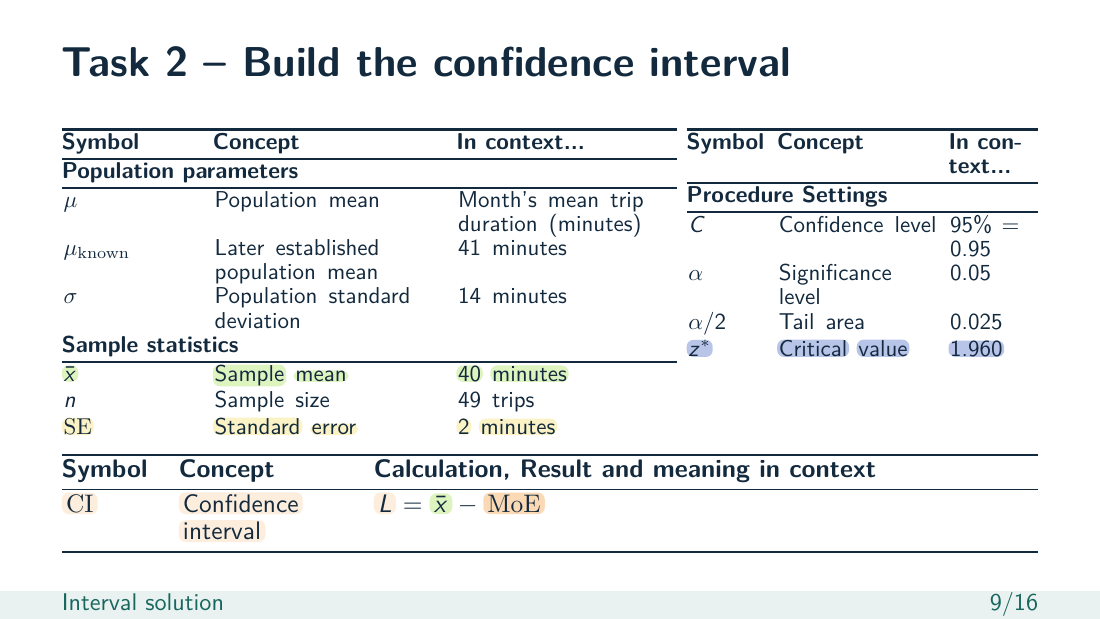 Task 2 – Build the confidence interval
Symbol Concept In context...
Population parameters
μ Population mean Month's mean trip
duration (minutes)
μknown Later established 41 minutes
population mean
σ Population standard 14 minutes
deviation
Sample statistics
x̄ Sample mean 40 minutes
n Sample size 49 trips
SE Standard error 2 minutes
Symbol Concept In con-
text...
Procedure Settings
C Confidence level 95% =
0.95
α Significance 0.05
level
α/2 Tail area 0.025
z* Critical value 1.960
Symbol Concept Calculation, Result and meaning in context
CI Confidence L = x̄ − MoE
interval
Interval solution 9/16